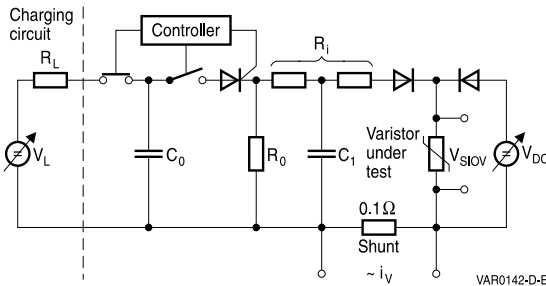 Charging
circuit
Controller
R_L
R_i
V_L
C_0
R_0
C_1
Varistor
under
test
V_SIOV
V_DC
0.1 Ω
Shunt
~ i_V
VAR0142-D-E